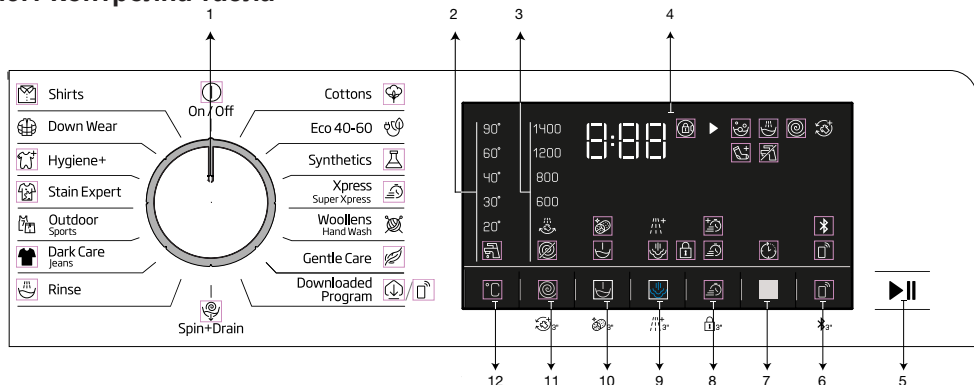 1
2
3
4
Shirts
Down Wear
Hygiene+
Stain Expert
Outdoor
Sports
Dark Care
Jeans
Rinse
On/Off
Spin+Drain
Cottons
Eco 40-60
Synthetics
Xpress
Super Xpress
Woollens
Hand Wash
Gentle Care
Downloaded
Program
90°
60°
40°
30°
20°
1400
1200
800
600
8:88
°C
3"
3"
3"
3"
3"
12
11
10
9
8
7
6
5